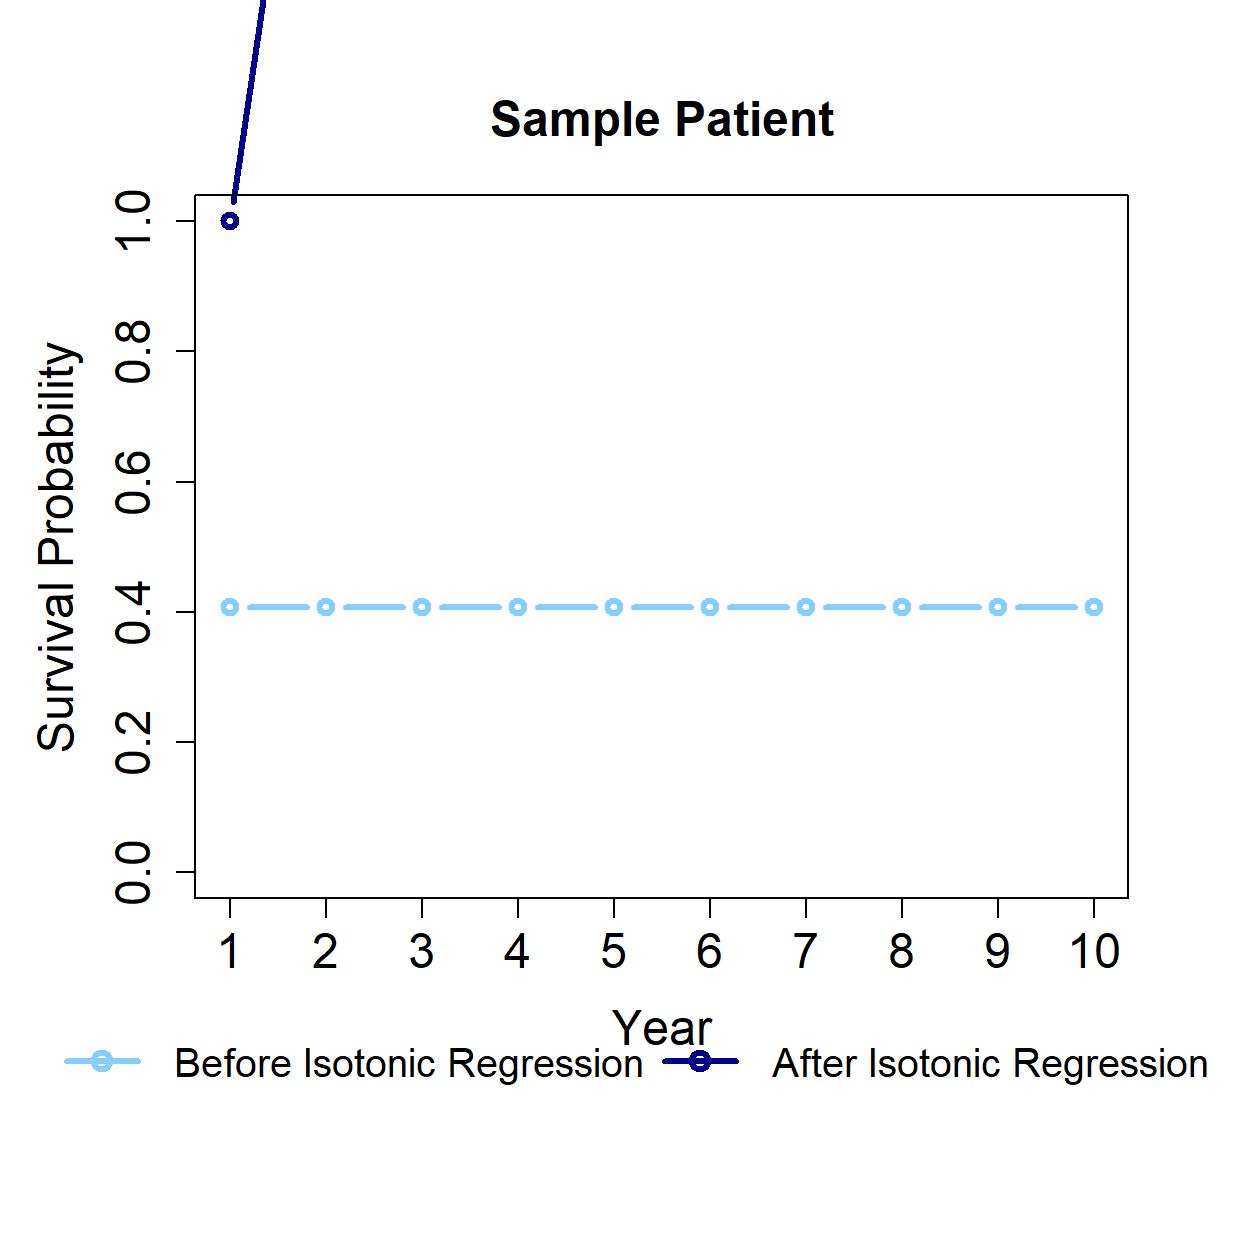 Sample Patient
Survival Probability
1.0
0.8
0.6
0.4
0.2
0.0
1 2 3 4 5 6 7 8 9 10
Year
Before Isotonic Regression After Isotonic Regression